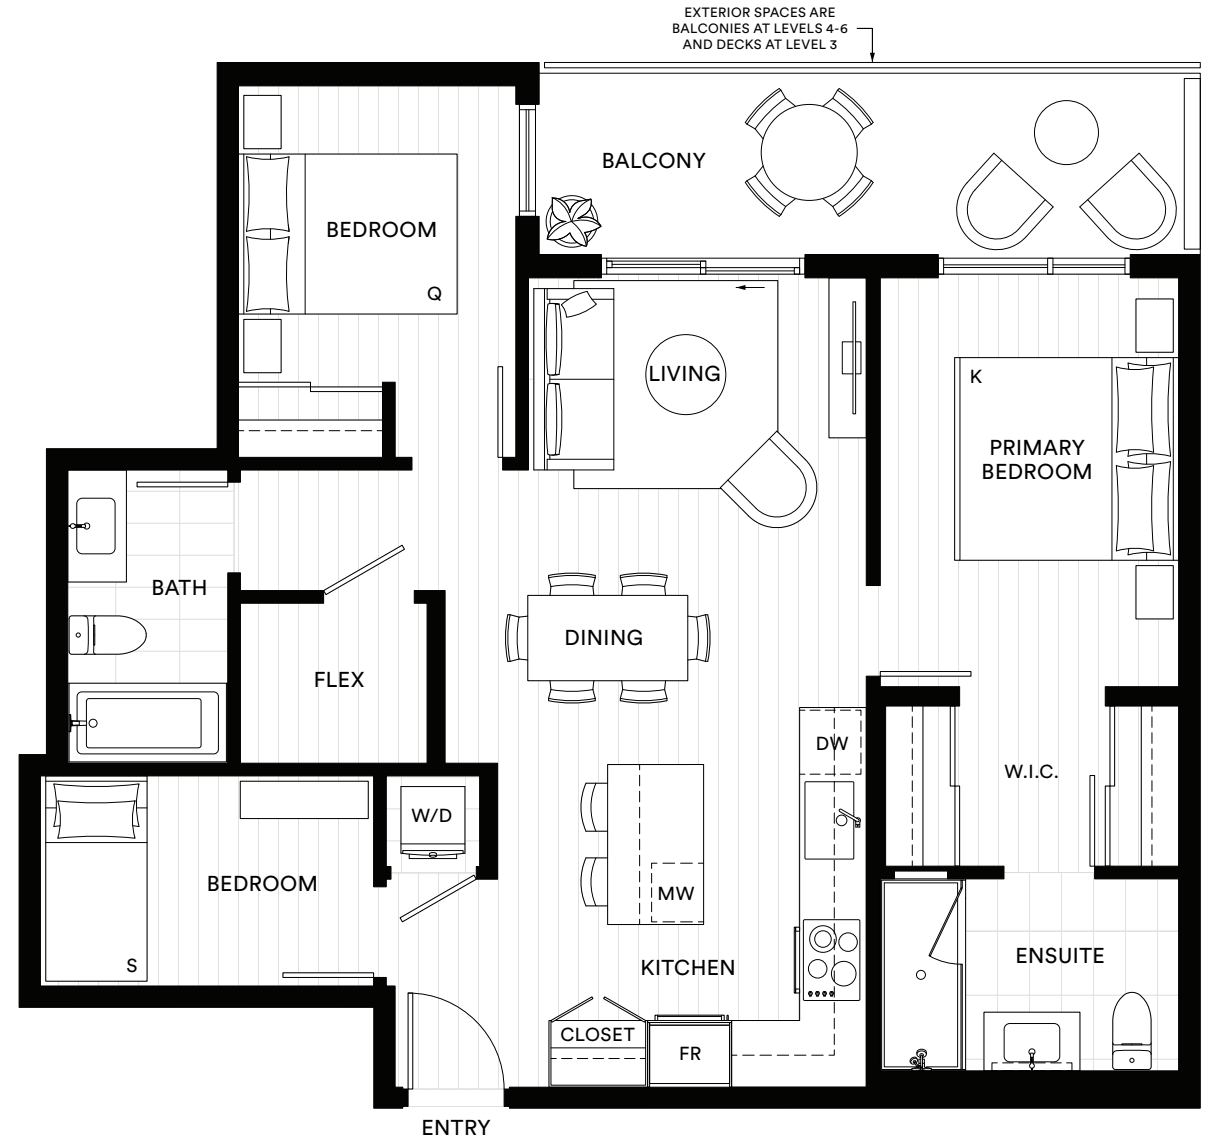 EXTERIOR SPACES ARE
BALCONIES AT LEVELS 4-6
AND DECKS AT LEVEL 3
BALCONY
BEDROOM
Q
LIVING
K
PRIMARY
BEDROOM
BATH
DINING
FLEX
DW
W.I.C.
W/D
BEDROOM
MW
S
KITCHEN
ENSUITE
CLOSET
FR
ENTRY